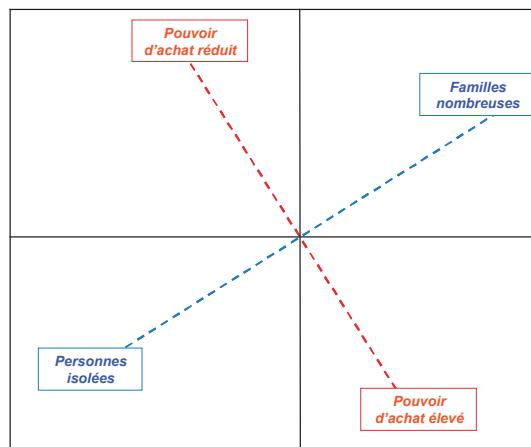 Pouvoir
d'achat réduit
Familles
nombreuses
Personnes
isolées
Pouvoir
d'achat élevé